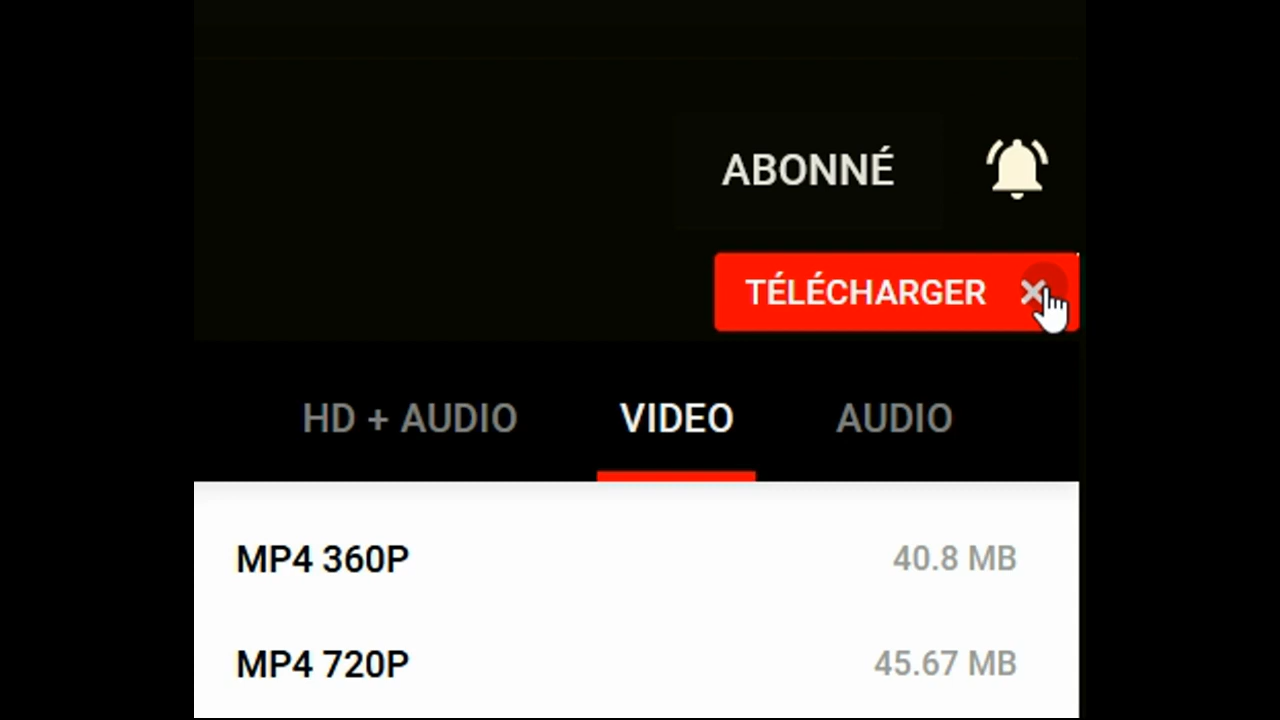 ABONNÉ
TÉLÉCHARGER
HD + AUDIO VIDEO AUDIO
MP4 360P 40.8 MB
MP4 720P 45.67 MB